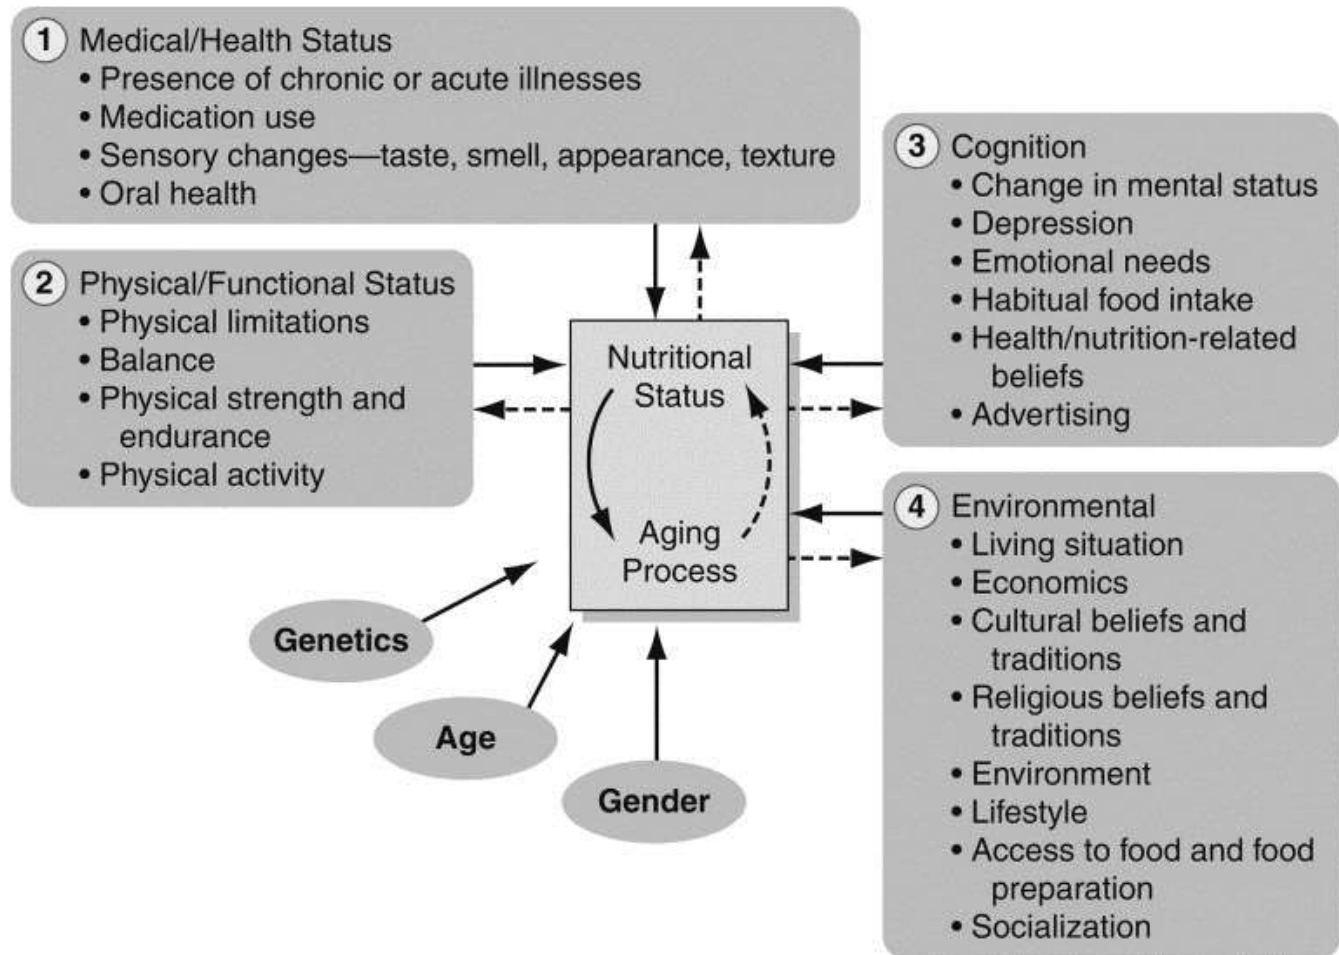 1 Medical/Health Status
• Presence of chronic or acute illnesses
• Medication use
• Sensory changes—taste, smell, appearance, texture
• Oral health
2 Physical/Functional Status
• Physical limitations
• Balance
• Physical strength and
endurance
• Physical activity
3 Cognition
• Change in mental status
• Depression
• Emotional needs
• Habitual food intake
• Health/nutrition-related
beliefs
• Advertising
4 Environmental
• Living situation
• Economics
• Cultural beliefs and
traditions
• Religious beliefs and
traditions
• Environment
• Lifestyle
• Access to food and food
preparation
• Socialization
Nutritional
Status
Aging
Process
Genetics
Age
Gender